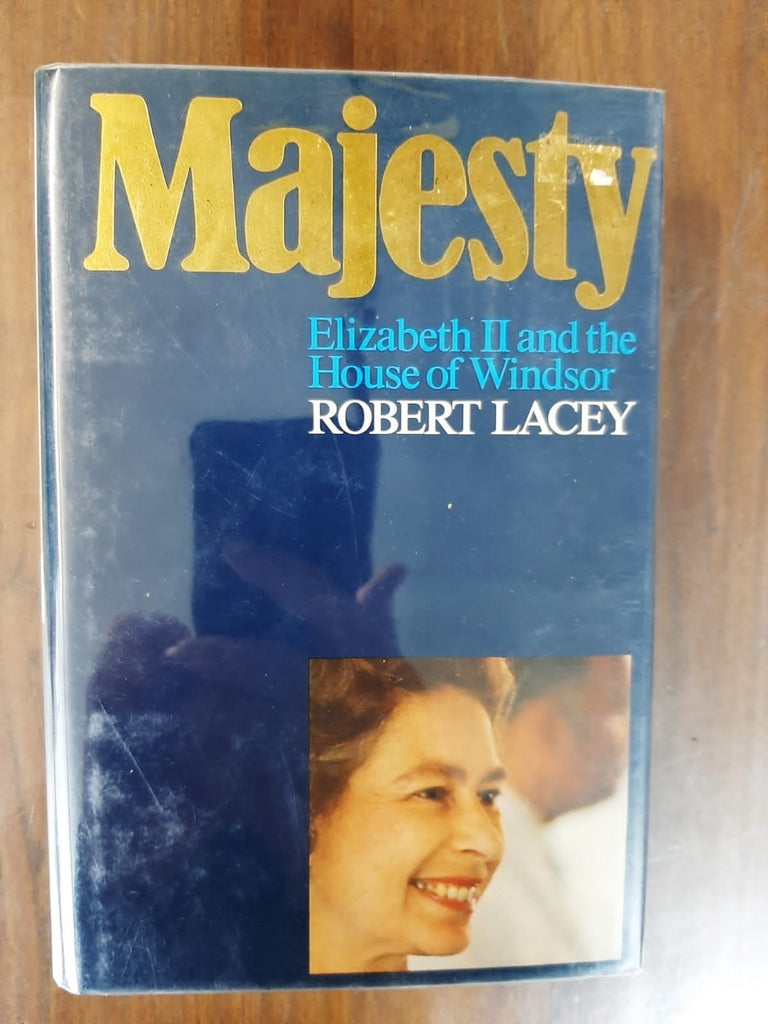 Majesty
Elizabeth II and the
House of Windsor
ROBERT LACEY